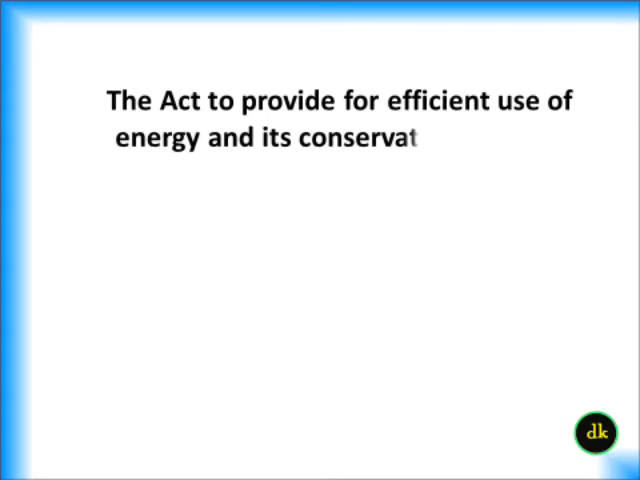 The Act to provide for efficient use of
energy and its conservat
dk